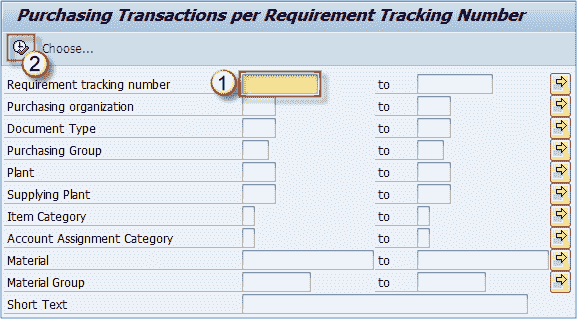 Purchasing Transactions per Requirement Tracking Number
Choose...
2
Requirement tracking number 1 to
Purchasing organization to
Document Type to
Purchasing Group to
Plant to
Supplying Plant to
Item Category to
Account Assignment Category to
Material to
Material Group to
Short Text